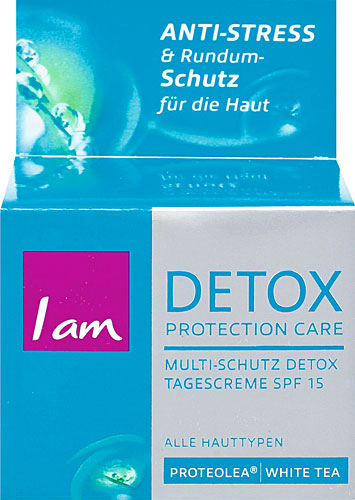 ANTI-STRESS
& Rundum-
Schutz
für die Haut
I am
DETOX
PROTECTION CARE
MULTI-SCHUTZ DETOX
TAGESCREME SPF 15
ALLE HAUTTYPEN
PROTEOLEA® | WHITE TEA